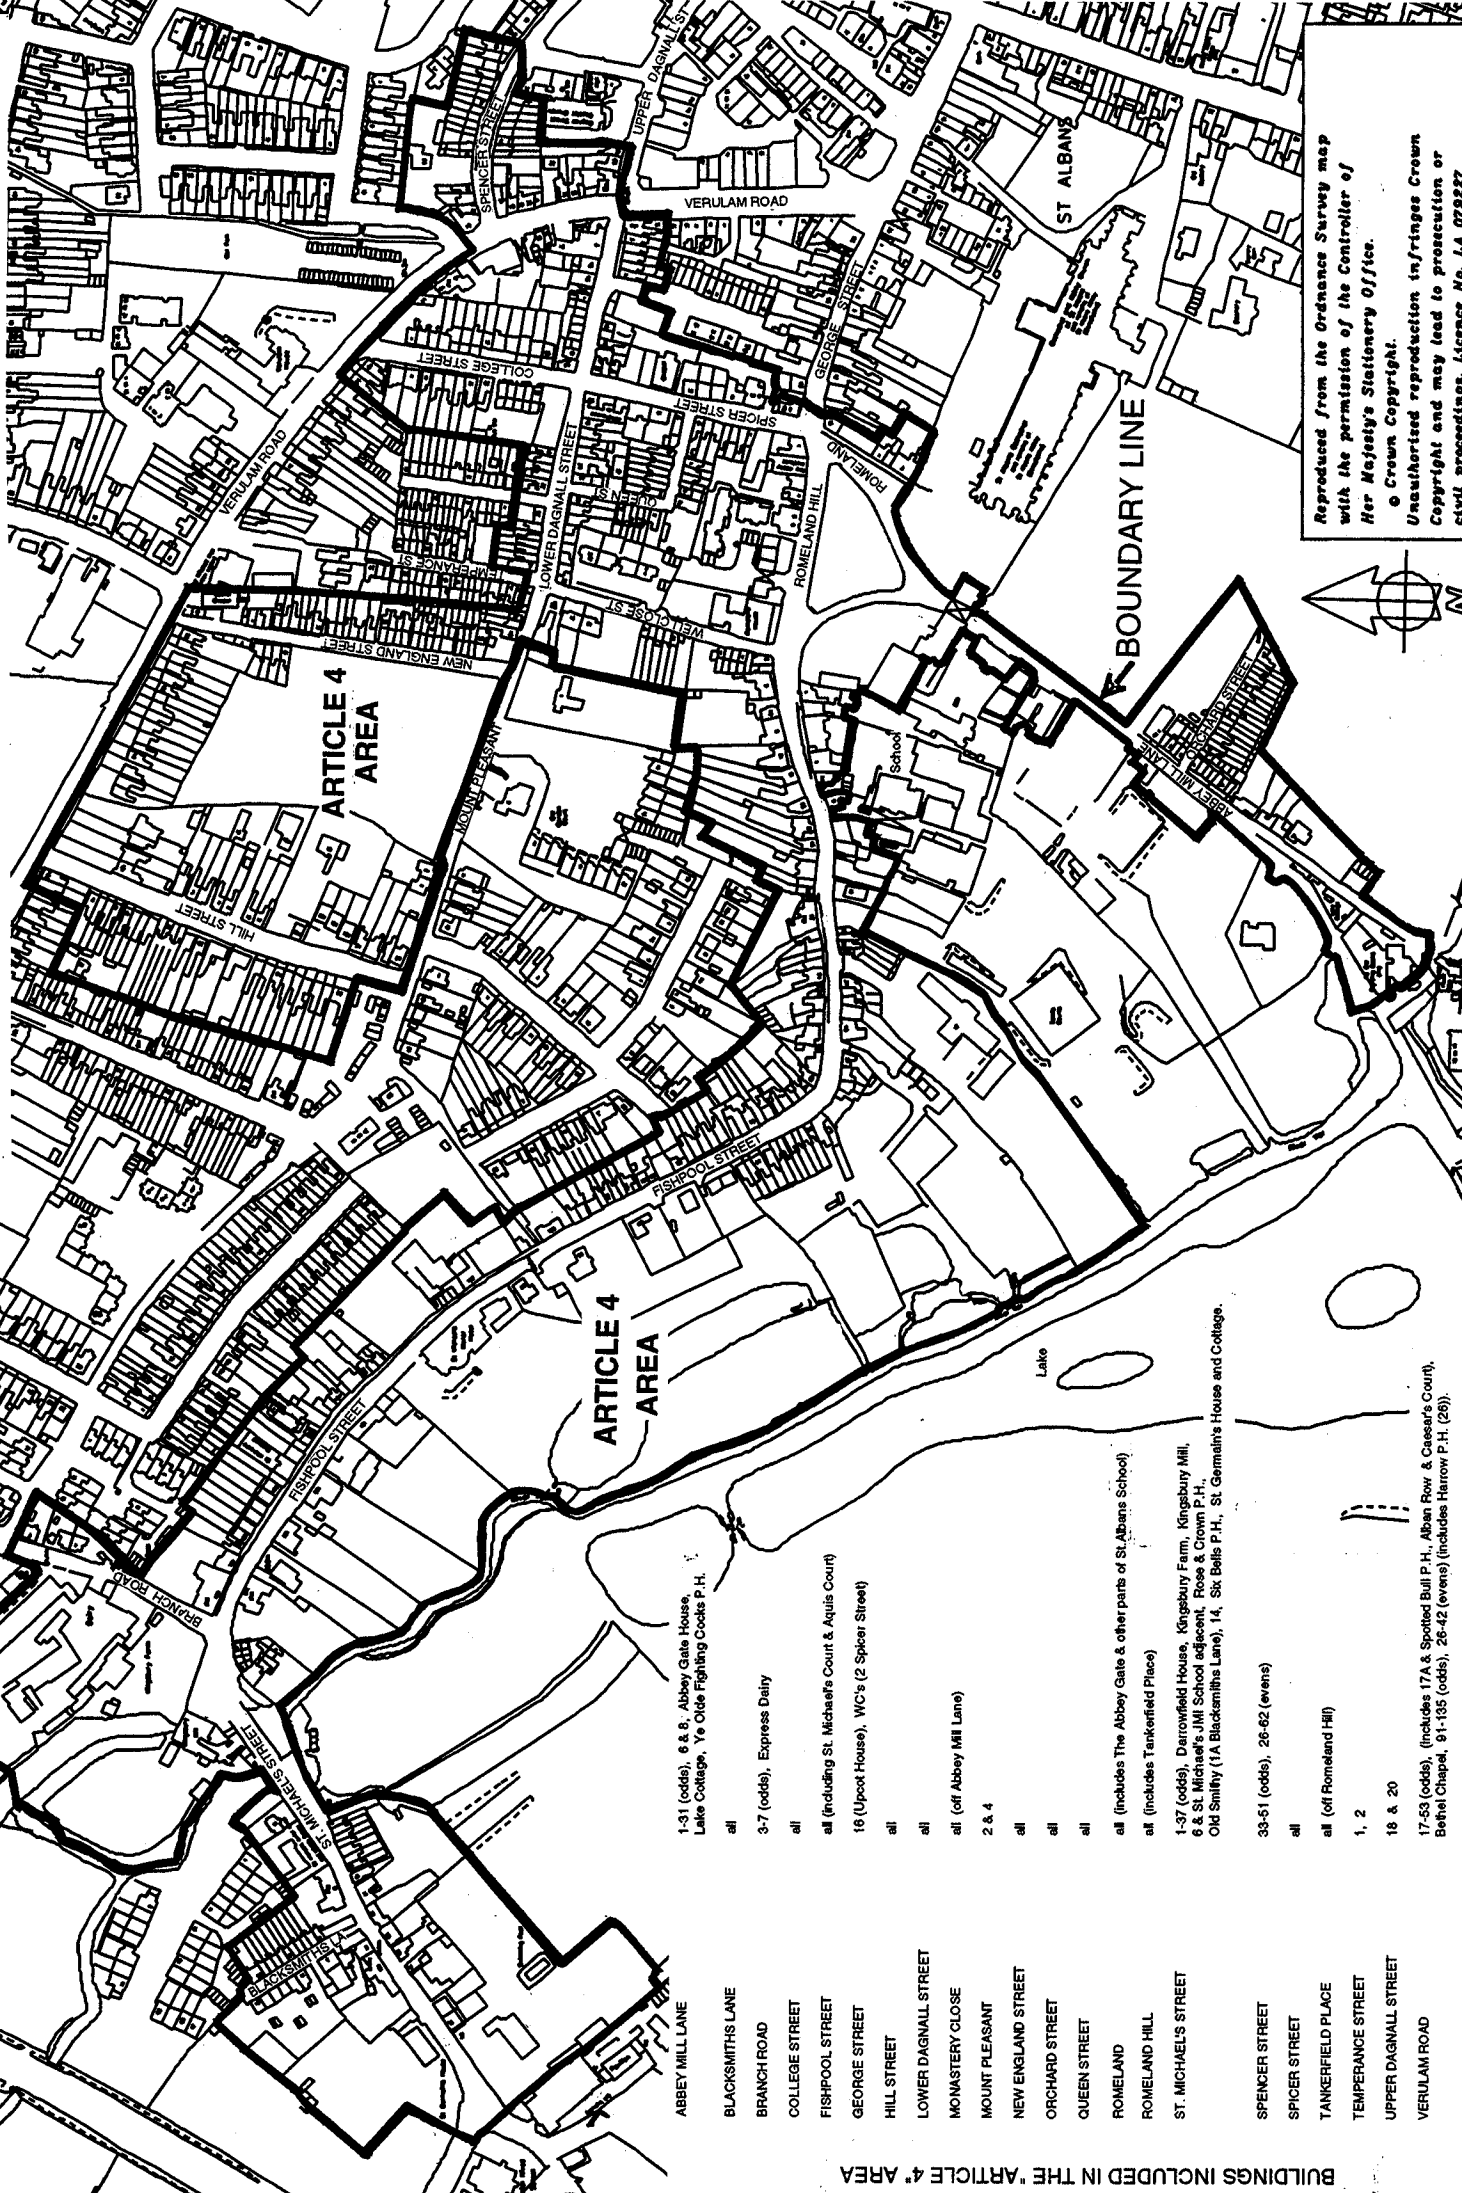 SPENCER STREET
UPPER DAGNALL ST
VERULAM ROAD
ST ALBANS
COLLEGE STREET
GEORGE STREET
SPICER STREET
VERULAM ROAD
LOWER DAGNALL STREET
QUEEN S
ROMELAND
ROMELAND HILL
TEMPERANCE ST
WELLCLOSE ST
NEW ENGLAND STREET
ARTICLE 4
AREA
MOUNT PLEASANT
HILL STREET
School
BOUNDARY LINE
ORCHARD STREET
ABBEY MILL LANE
FISHPOOL STREET
ARTICLE 4
AREA
FISHPOOL STREET
Lake
BRANCH ROAD
ST. MICHAEL'S STREET
BLACKSMITHS LA
N
Reproduced from the Ordnance Survey map
with the permission of the Controller of
Her Majesty's Stationery Office.
© Crown Copyright.
Unauthorised reproduction infringes Crown
Copyright and may lead to prosecution or
civil proceedings. Licence No. LA 079227
BUILDINGS INCLUDED IN THE "ARTICLE 4" AREA
ABBEY MILL LANE 1-31 (odds), 6 & 8, Abbey Gate House,
Lake Cottage, Ye Olde Fighting Cocks P.H.
BLACKSMITHS LANE all
BRANCH ROAD 3-7 (odds), Express Dairy
COLLEGE STREET all
FISHPOOL STREET all (including St. Michael's Court & Aquis Court)
GEORGE STREET 16 (Upcot House), WC's (2 Spicer Street)
HILL STREET all
LOWER DAGNALL STREET all
MONASTERY CLOSE all (off Abbey Mill Lane)
MOUNT PLEASANT 2 & 4
NEW ENGLAND STREET all
ORCHARD STREET all
QUEEN STREET all
ROMELAND all (includes The Abbey Gate & other parts of St. Albans School)
ROMELAND HILL all (includes Tankerfield Place)
ST. MICHAEL'S STREET 1-37 (odds), Darrowfield House, Kingsbury Farm, Kingsbury Mill,
6 & St. Michael's JMI School adjacent, Rose & Crown P.H.,
Old Smithy (1A Blacksmiths Lane), 14, Six Bells P.H., St. Germain's House and Cottage.
SPENCER STREET 33-51 (odds), 26-62 (evens)
SPICER STREET all
TANKERFIELD PLACE all (off Romeland Hill)
TEMPERANCE STREET 1, 2
UPPER DAGNALL STREET 18 & 20
VERULAM ROAD 17-53 (odds), (includes 17A & Spotted Bull P.H., Alban Row & Caesar's Court),
Bethel Chapel, 91-135 (odds), 26-42 (evens) (includes Harrow P.H. (26)).